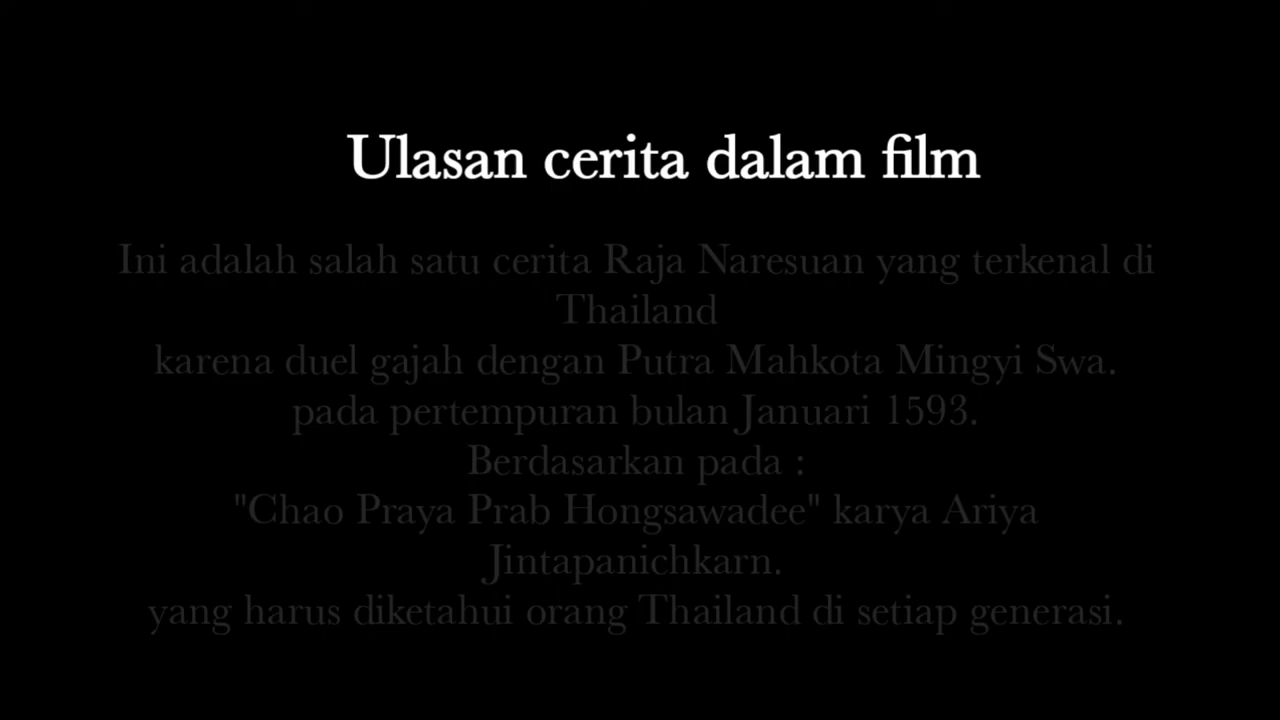 Ulasan cerita dalam film
Ini adalah salah satu cerita Raja Naresuan yang terkenal di
Thailand
karena duel gajah dengan Putra Mahkota Mingyi Swa.
pada pertempuran bulan Januari 1593.
Berdasarkan pada :
"Chao Praya Prab Hongsawadee" karya Ariya
Jintapanichkarn.
yang harus diketahui orang Thailand di setiap generasi.